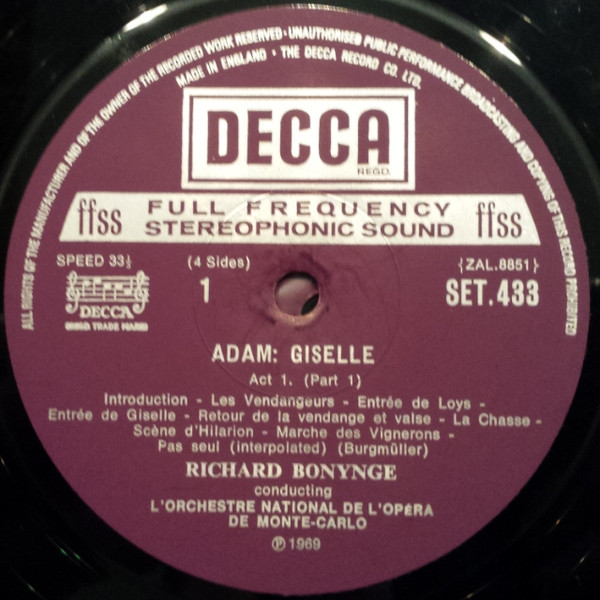 ALL RIGHTS OF THE MANUFACTURER AND OF THE OWNER OF THE RECORDED WORK RESERVED · UNAUTHORISED PUBLIC PERFORMANCE BROADCASTING AND COPYING OF THIS RECORD PROHIBITED
MADE IN ENGLAND · THE DECCA RECORD CO. LTD.
DECCA
REGD.
ffss FULL FREQUENCY STEREOPHONIC SOUND ffss
SPEED 33⅓ (4 Sides) {ZAL.8851}
DECCA
TRADE MARK
1 SET.433
ADAM: GISELLE
Act 1. (Part 1)
Introduction - Les Vendangeurs - Entrée de Loys -
Entrée de Giselle - Retour de la vendange et valse - La Chasse -
Scène d'Hilarion - Marche des Vignerons -
Pas seul (interpolated) (Burgmüller)
RICHARD BONYNGE
conducting
L'ORCHESTRE NATIONAL DE L'OPÉRA
DE MONTE-CARLO
℗ 1969